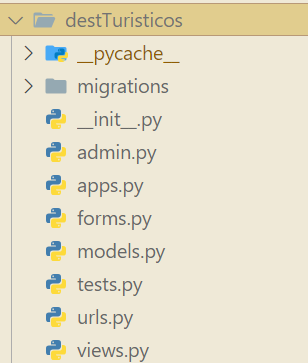 destTuristicos
__pycache__
migrations
__init__.py
admin.py
apps.py
forms.py
models.py
tests.py
urls.py
views.py